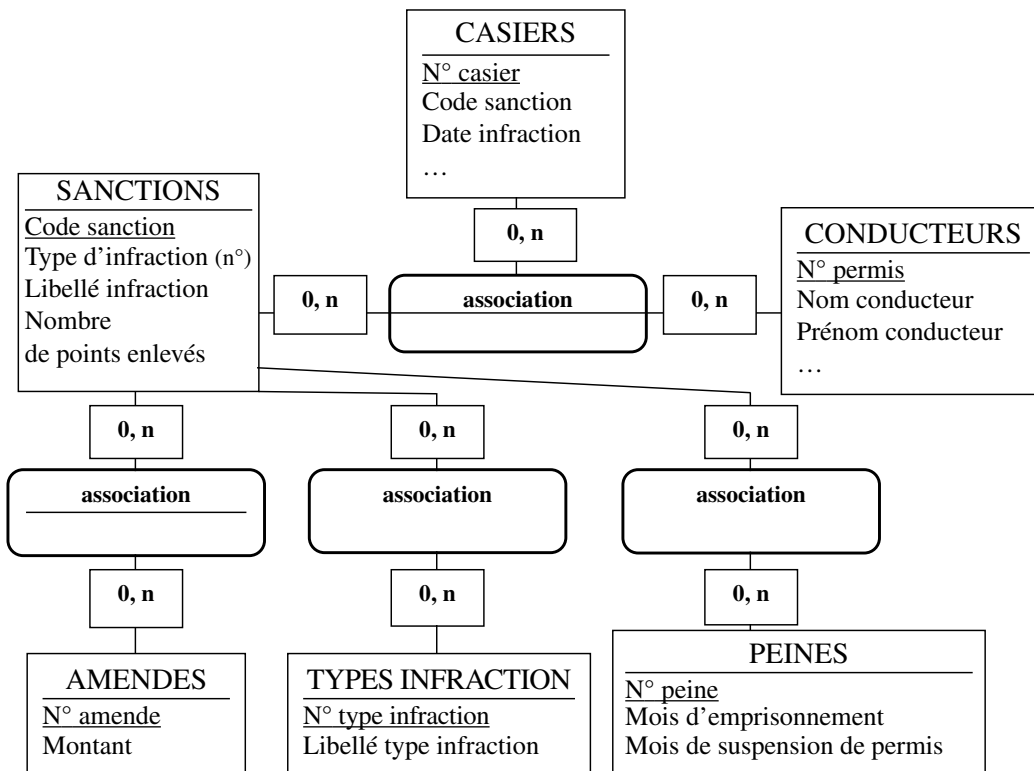 CASIERS
N° casier
Code sanction
Date infraction
…
SANCTIONS
Code sanction
Type d'infraction (n°)
Libellé infraction
Nombre
de points enlevés
0, n
CONDUCTEURS
N° permis
Nom conducteur
Prénom conducteur
…
0, n
association
0, n
0, n
0, n
0, n
association
association
association
0, n
0, n
0, n
AMENDES
N° amende
Montant
TYPES INFRACTION
N° type infraction
Libellé type infraction
PEINES
N° peine
Mois d'emprisonnement
Mois de suspension de permis